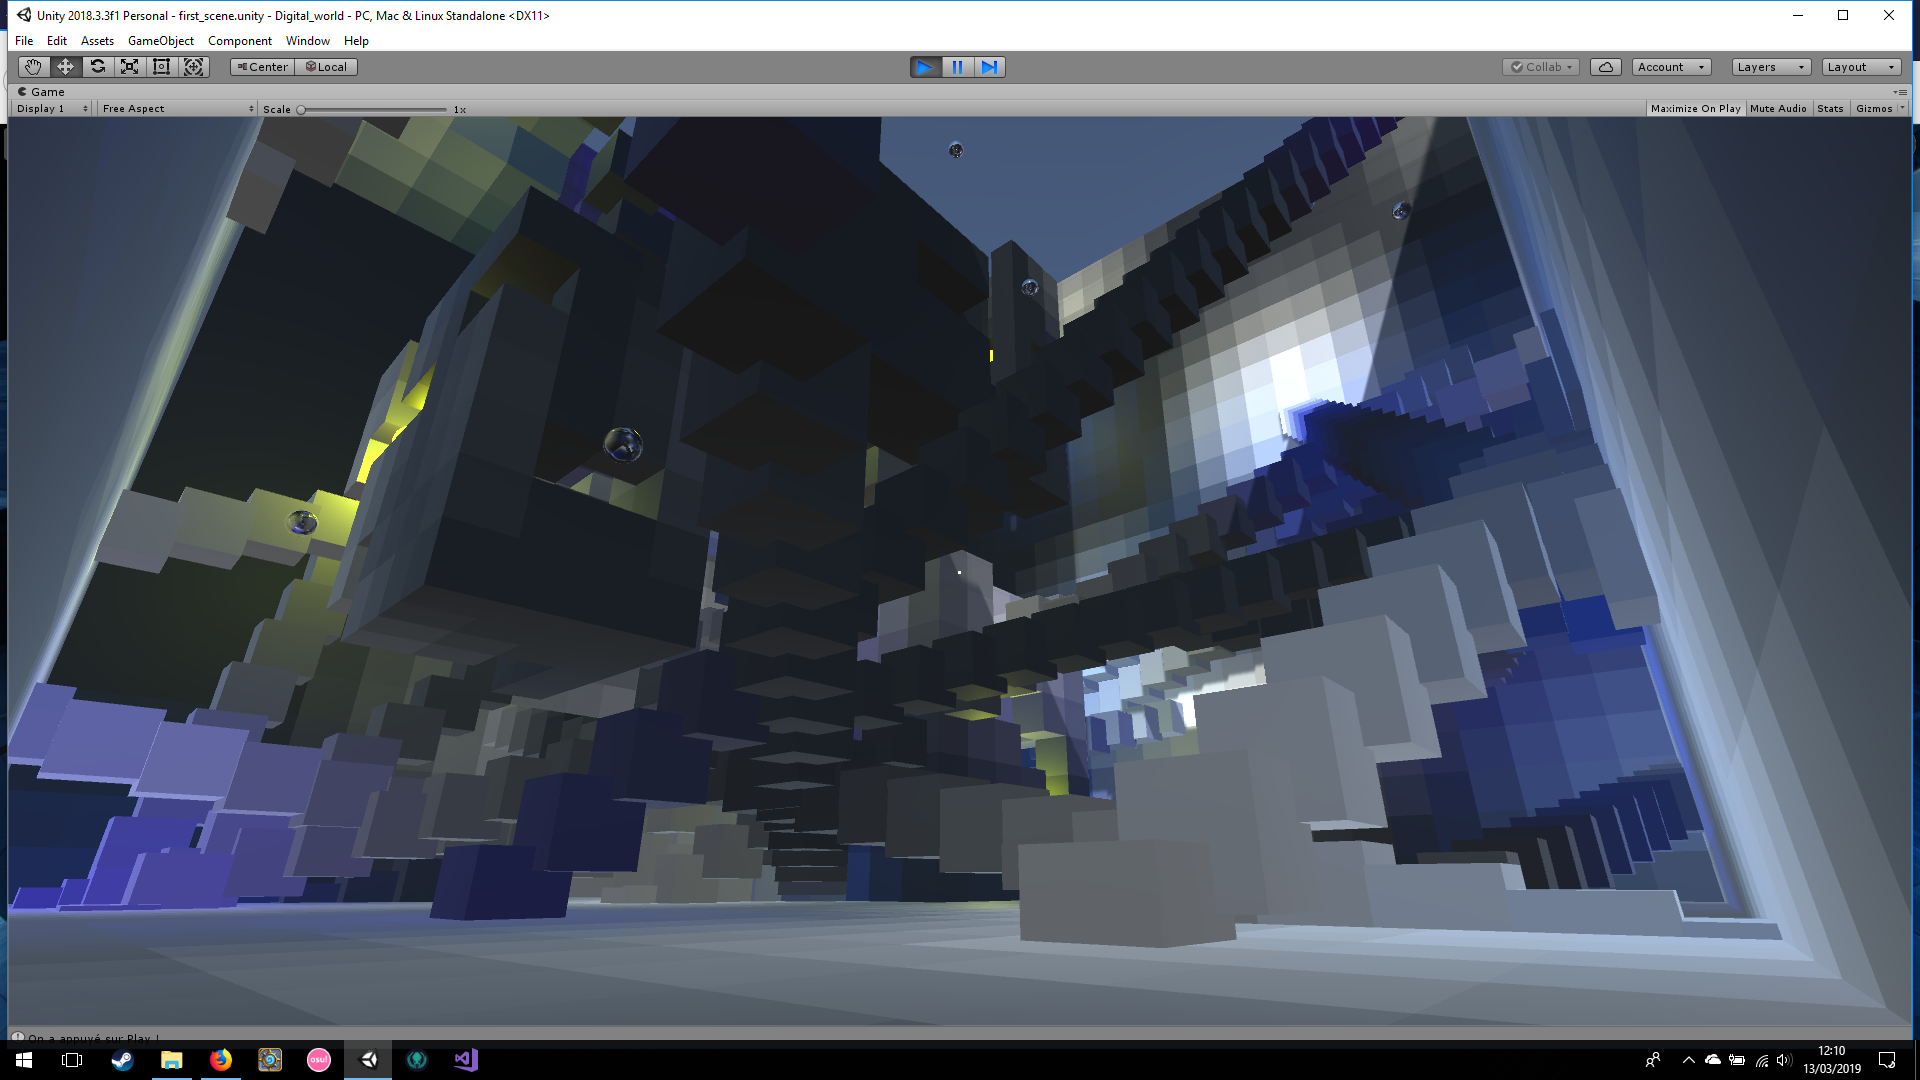 Unity 2018.3.3f1 Personal - first_scene.unity - Digital_world - PC, Mac & Linux Standalone <DX11>
File Edit Assets GameObject Component Window Help
Center Local Collab Account Layers Layout
Game
Display 1 Free Aspect Scale 1x Maximize On Play Mute Audio Stats Gizmos
On a appuyé sur Play !
osu!
12:10
13/03/2019